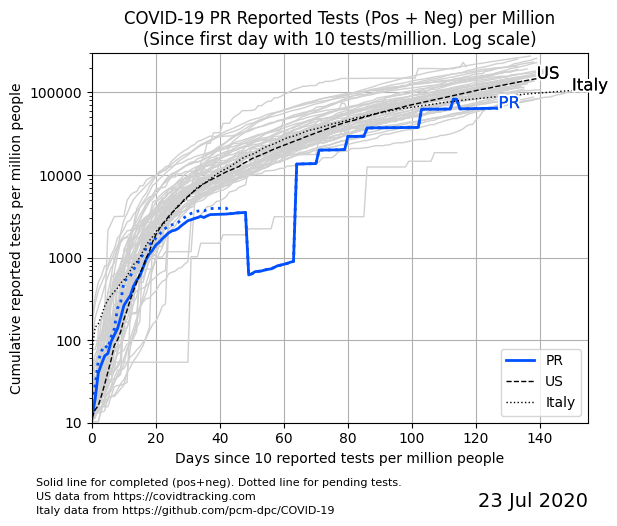 COVID-19 PR Reported Tests (Pos + Neg) per Million
(Since first day with 10 tests/million. Log scale)
Cumulative reported tests per million people
100000
10000
1000
100
10
US
Italy
PR
PR
US
Italy
0 20 40 60 80 100 120 140
Days since 10 reported tests per million people
Solid line for completed (pos+neg). Dotted line for pending tests.
US data from https://covidtracking.com
Italy data from https://github.com/pcm-dpc/COVID-19
23 Jul 2020